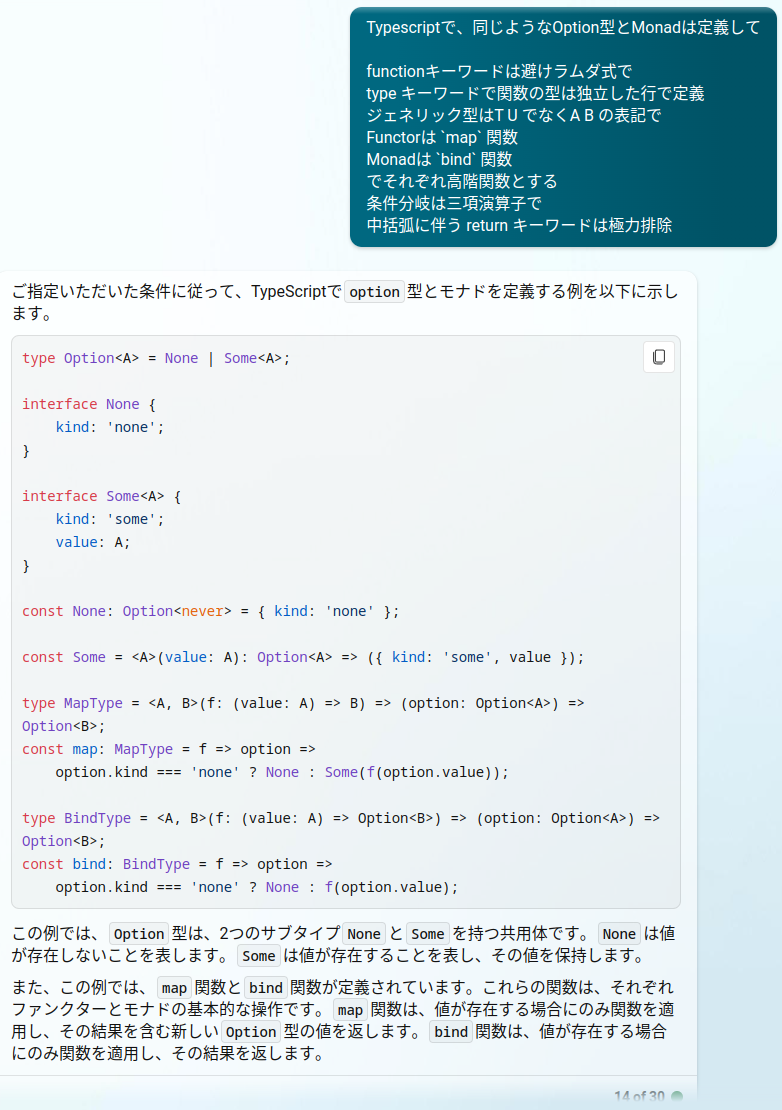 Typescriptで、同じようなOption型とMonadは定義して
functionキーワードは避けラムダ式で
type キーワードで関数の型は独立した行で定義
ジェネリック型はT U でなくA B の表記で
Functorは `map` 関数
Monadは `bind` 関数
でそれぞれ高階関数とする
条件分岐は三項演算子で
中括弧に伴う return キーワードは極力排除
ご指定いただいた条件に従って、TypeScriptで option 型とモナドを定義する例を以下に示し
ます。
type Option<A> = None | Some<A>;
interface None {
    kind: 'none';
}
interface Some<A> {
    kind: 'some';
    value: A;
}
const None: Option<never> = { kind: 'none' };
const Some = <A>(value: A): Option<A> => ({ kind: 'some', value });
type MapType = <A, B>(f: (value: A) => B) => (option: Option<A>) =>
Option<B>;
const map: MapType = f => option =>
    option.kind === 'none' ? None : Some(f(option.value));
type BindType = <A, B>(f: (value: A) => Option<B>) => (option: Option<A>) =>
Option<B>;
const bind: BindType = f => option =>
    option.kind === 'none' ? None : f(option.value);
この例では、 Option 型は、2つのサブタイプ None と Some を持つ共用体です。 None は値
が存在しないことを表します。 Some は値が存在することを表し、その値を保持します。
また、この例では、 map 関数と bind 関数が定義されています。これらの関数は、それぞれ
ファンクターとモナドの基本的な操作です。 map 関数は、値が存在する場合にのみ関数を適
用し、その結果を含む新しい Option 型の値を返します。 bind 関数は、値が存在する場合
にのみ関数を適用し、その結果を返します。
14 of 30